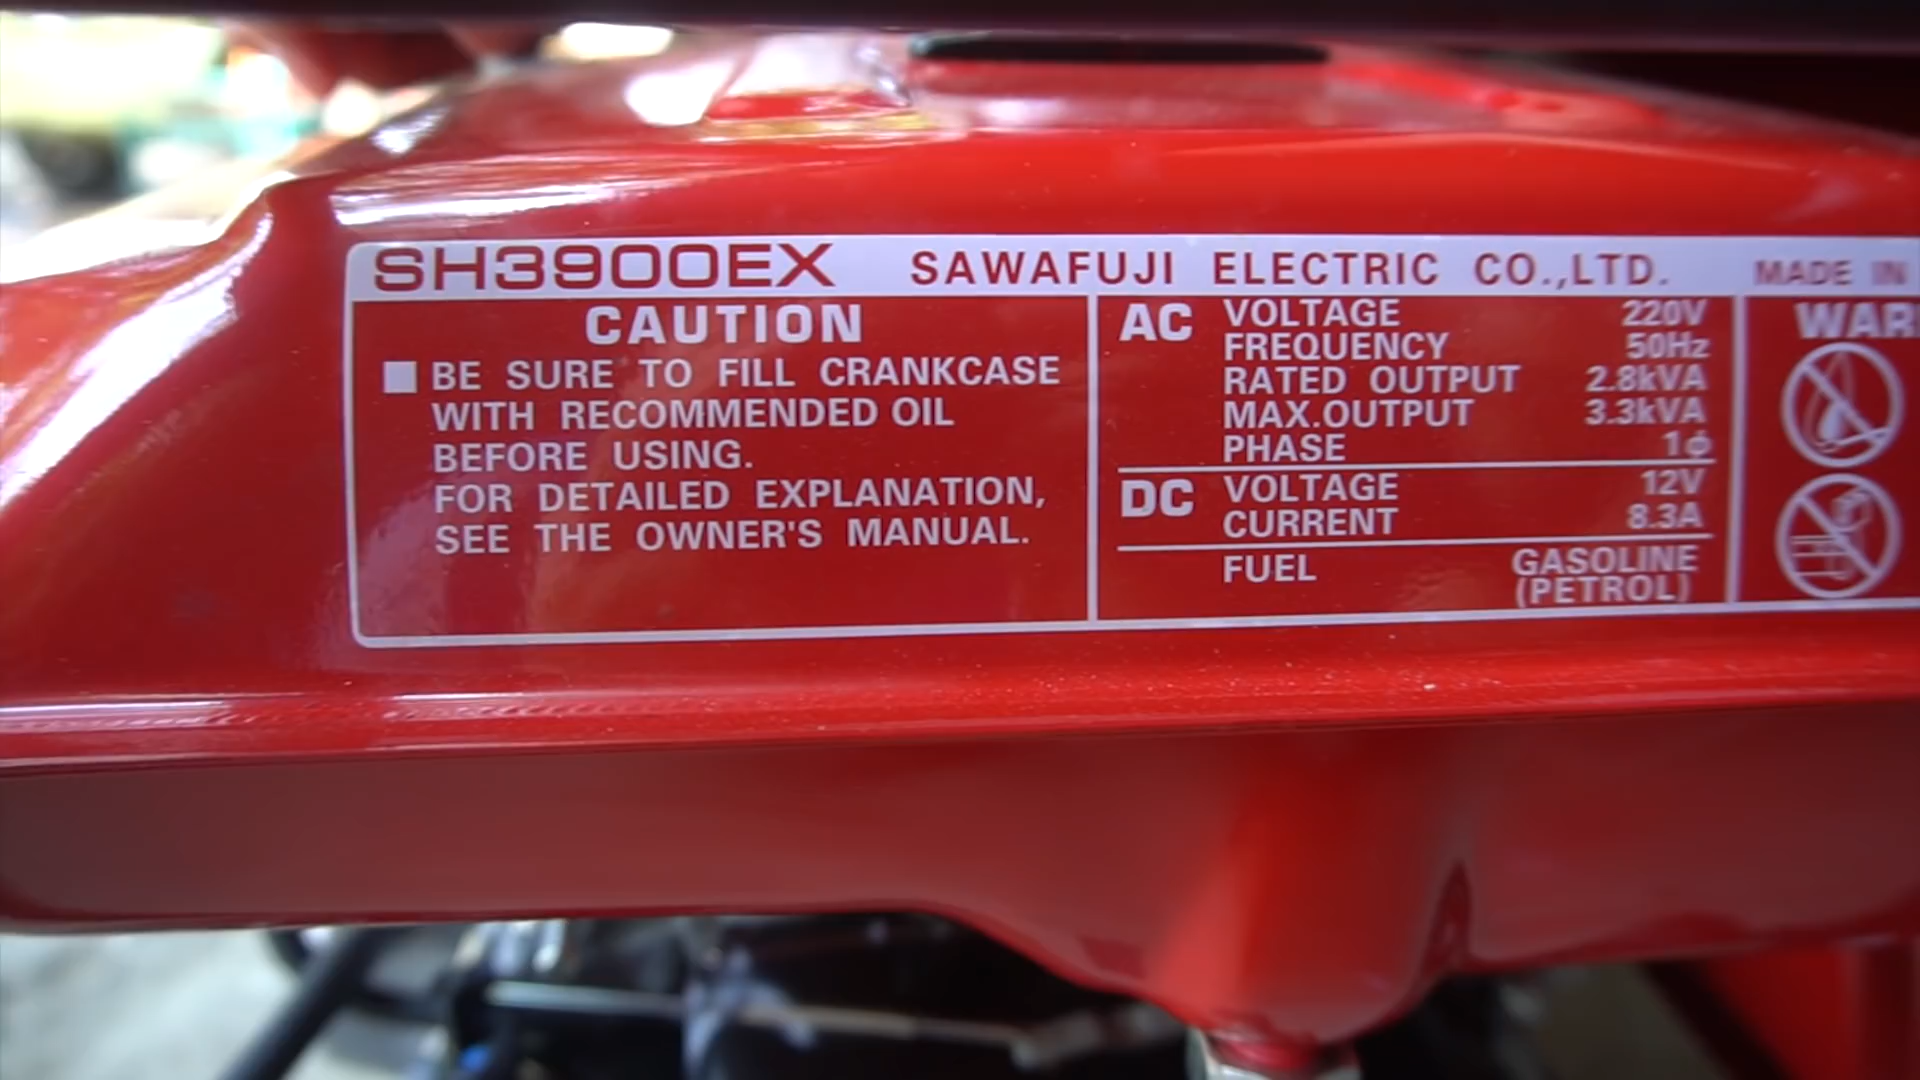 SH3900EX SAWAFUJI ELECTRIC CO.,LTD. MADE IN
CAUTION
■ BE SURE TO FILL CRANKCASE
WITH RECOMMENDED OIL
BEFORE USING.
FOR DETAILED EXPLANATION,
SEE THE OWNER'S MANUAL.
AC VOLTAGE 220V
FREQUENCY 50Hz
RATED OUTPUT 2.8kVA
MAX.OUTPUT 3.3kVA
PHASE 1ϕ
DC VOLTAGE 12V
CURRENT 8.3A
FUEL GASOLINE
(PETROL)